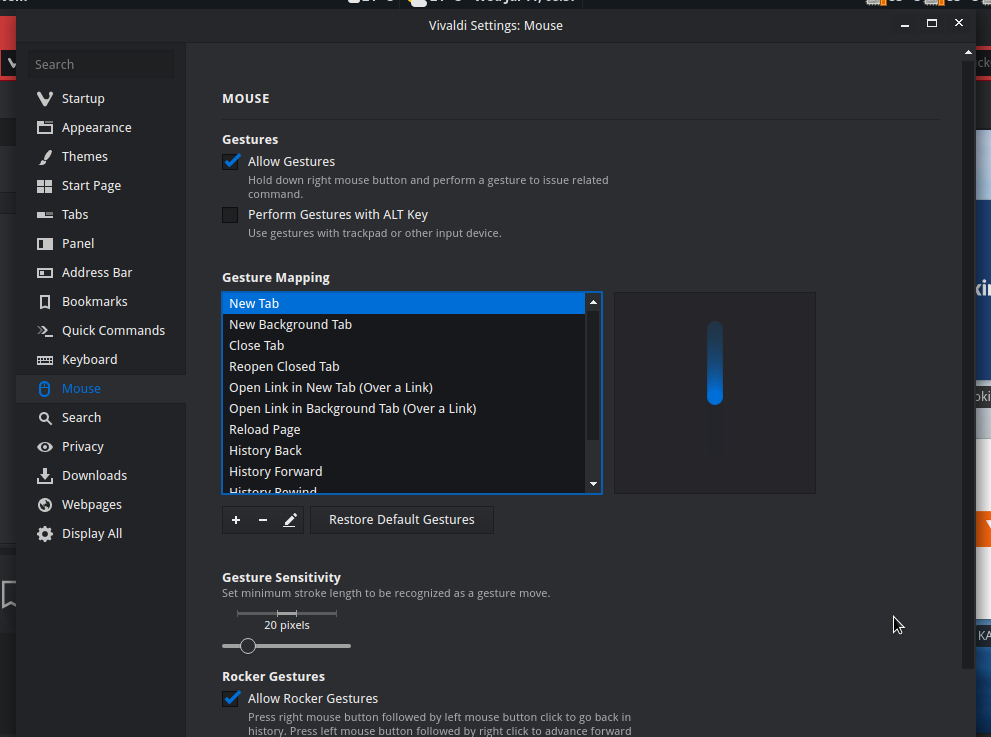 Vivaldi Settings: Mouse
Search
Startup
Appearance
Themes
Start Page
Tabs
Panel
Address Bar
Bookmarks
Quick Commands
Keyboard
Mouse
Search
Privacy
Downloads
Webpages
Display All
MOUSE
Gestures
Allow Gestures
Hold down right mouse button and perform a gesture to issue related
command.
Perform Gestures with ALT Key
Use gestures with trackpad or other input device.
Gesture Mapping
New Tab
New Background Tab
Close Tab
Reopen Closed Tab
Open Link in New Tab (Over a Link)
Open Link in Background Tab (Over a Link)
Reload Page
History Back
History Forward
History Rewind
Restore Default Gestures
Gesture Sensitivity
Set minimum stroke length to be recognized as a gesture move.
20 pixels
Rocker Gestures
Allow Rocker Gestures
Press right mouse button followed by left mouse button click to go back in
history. Press left mouse button followed by right click to advance forward
KA